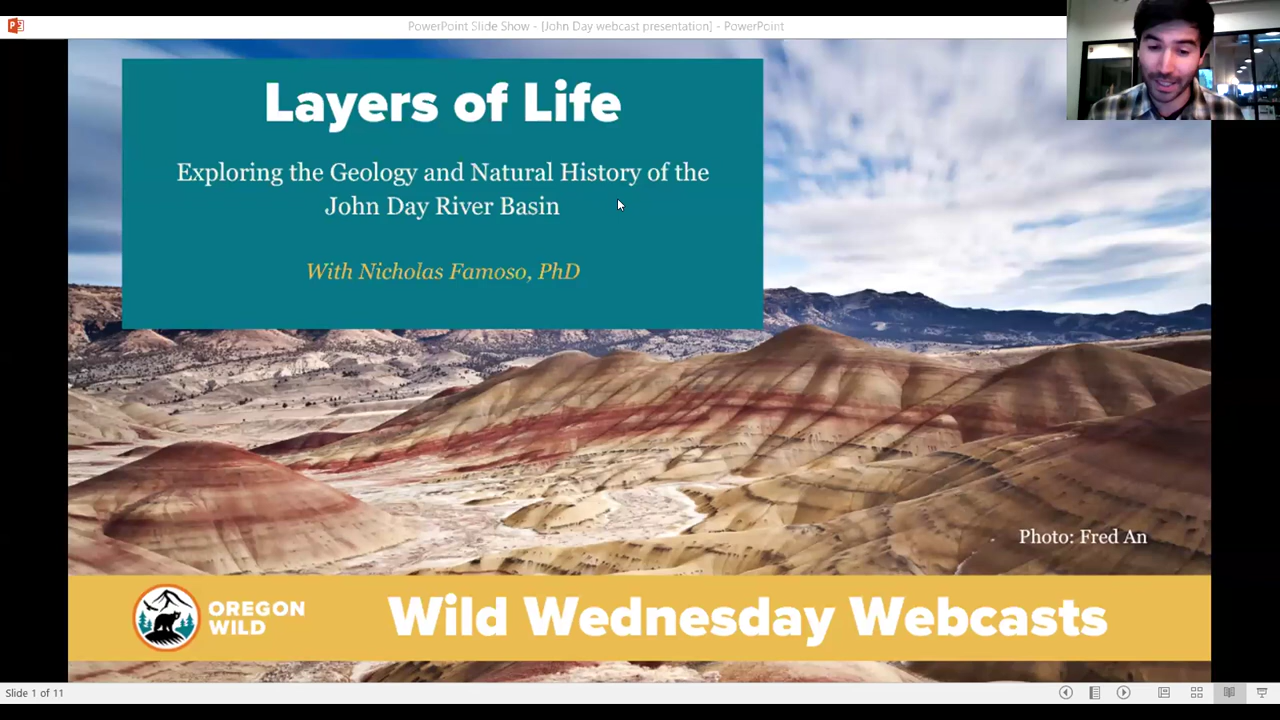 PowerPoint Slide Show - [John Day webcast presentation] - PowerPoint
Layers of Life
Exploring the Geology and Natural History of the
John Day River Basin
With Nicholas Famoso, PhD
Photo: Fred An
OREGON
WILD
Wild Wednesday Webcasts
Slide 1 of 11